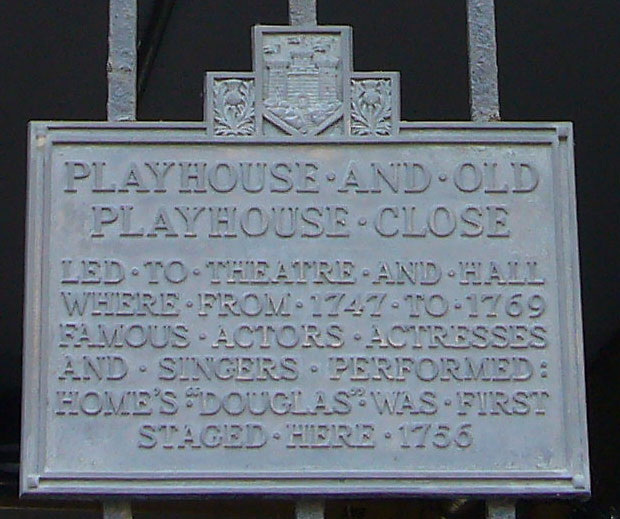 PLAYHOUSE·AND·OLD
PLAYHOUSE·CLOSE
LED·TO·THEATRE·AND·HALL
WHERE·FROM·1747·TO·1769
FAMOUS·ACTORS·ACTRESSES
AND·SINGERS·PERFORMED:
HOME'S·"DOUGLAS"·WAS·FIRST
STAGED·HERE·1756